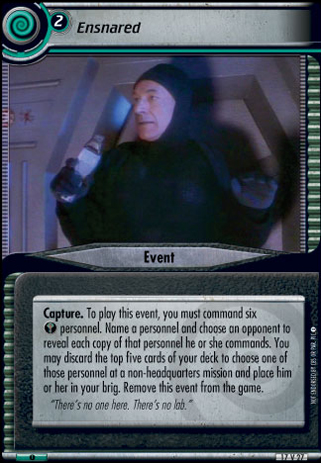 2 Ensnared
Event
Capture. To play this event, you must command six
personnel. Name a personnel and choose an opponent to
reveal each copy of that personnel he or she commands. You
may discard the top five cards of your deck to choose one of
those personnel at a non-headquarters mission and place him
or her in your brig. Remove this event from the game.
"There's no one here. There's no lab."
17 V 27